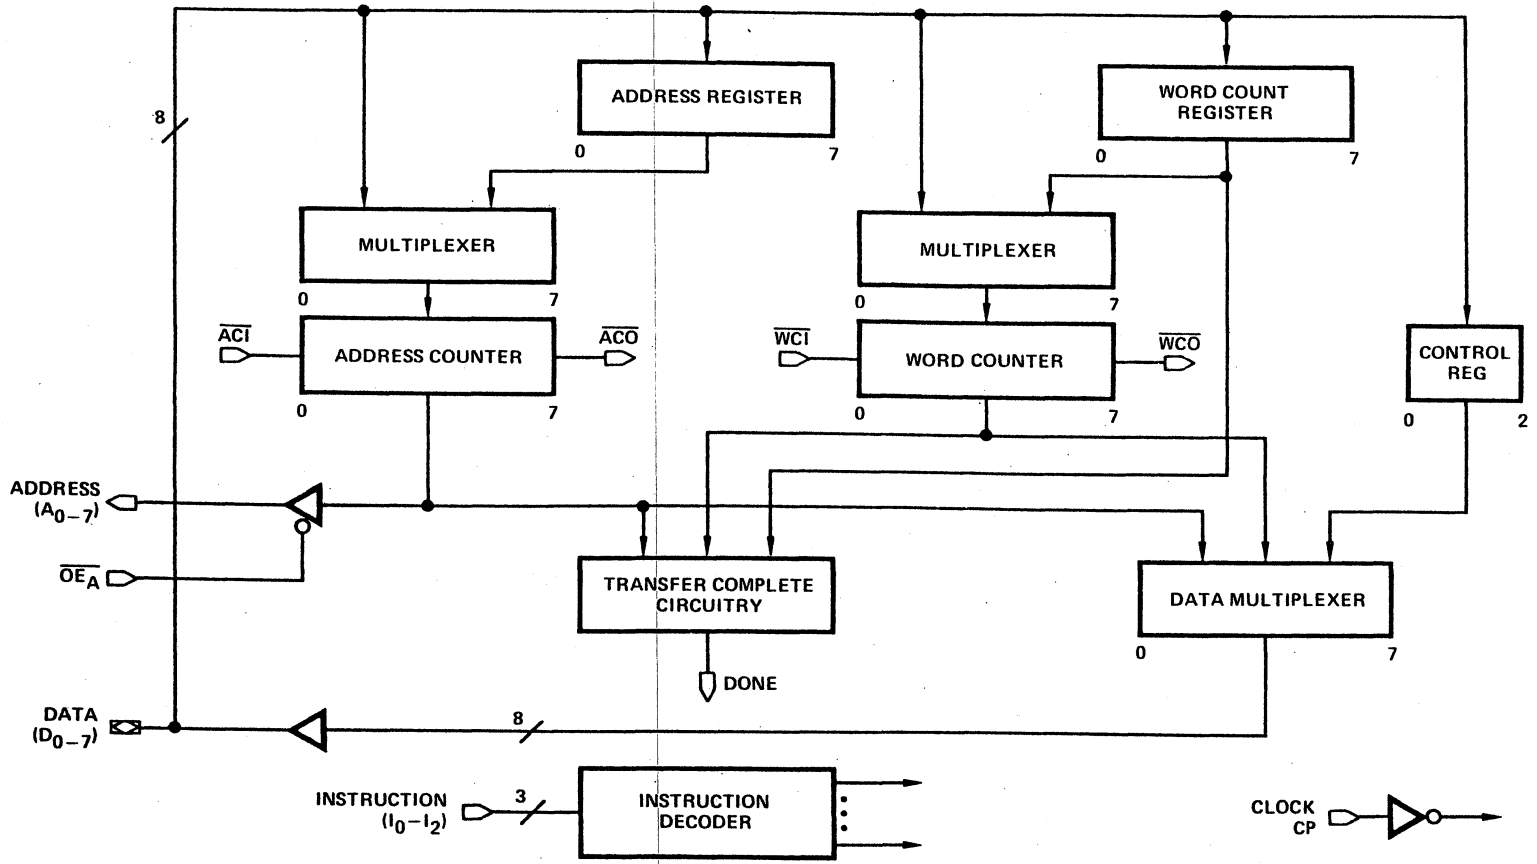 ADDRESS REGISTER
0 7
WORD COUNT
REGISTER
0 7
8
MULTIPLEXER
0 7
MULTIPLEXER
0 7
ACI
ADDRESS COUNTER
ACO
0 7
WCI
WORD COUNTER
WCO
0 7
CONTROL
REG
0 2
ADDRESS
(A0–7)
OEA
TRANSFER COMPLETE
CIRCUITRY
DONE
DATA MULTIPLEXER
0 7
DATA
(D0–7)
8
INSTRUCTION
(I0–I2)
3
INSTRUCTION
DECODER
CLOCK
CP